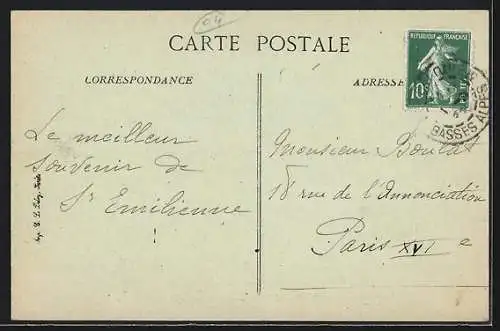 04
CARTE POSTALE
CORRESPONDANCE
ADRESSE
REPUBLIQUE FRANÇAISE
10c
BASSES ALPES
Le meilleur
souvenir de
St Emilienne
Monsieur Boulat
18 rue de l'Annonciation
Paris XVI e